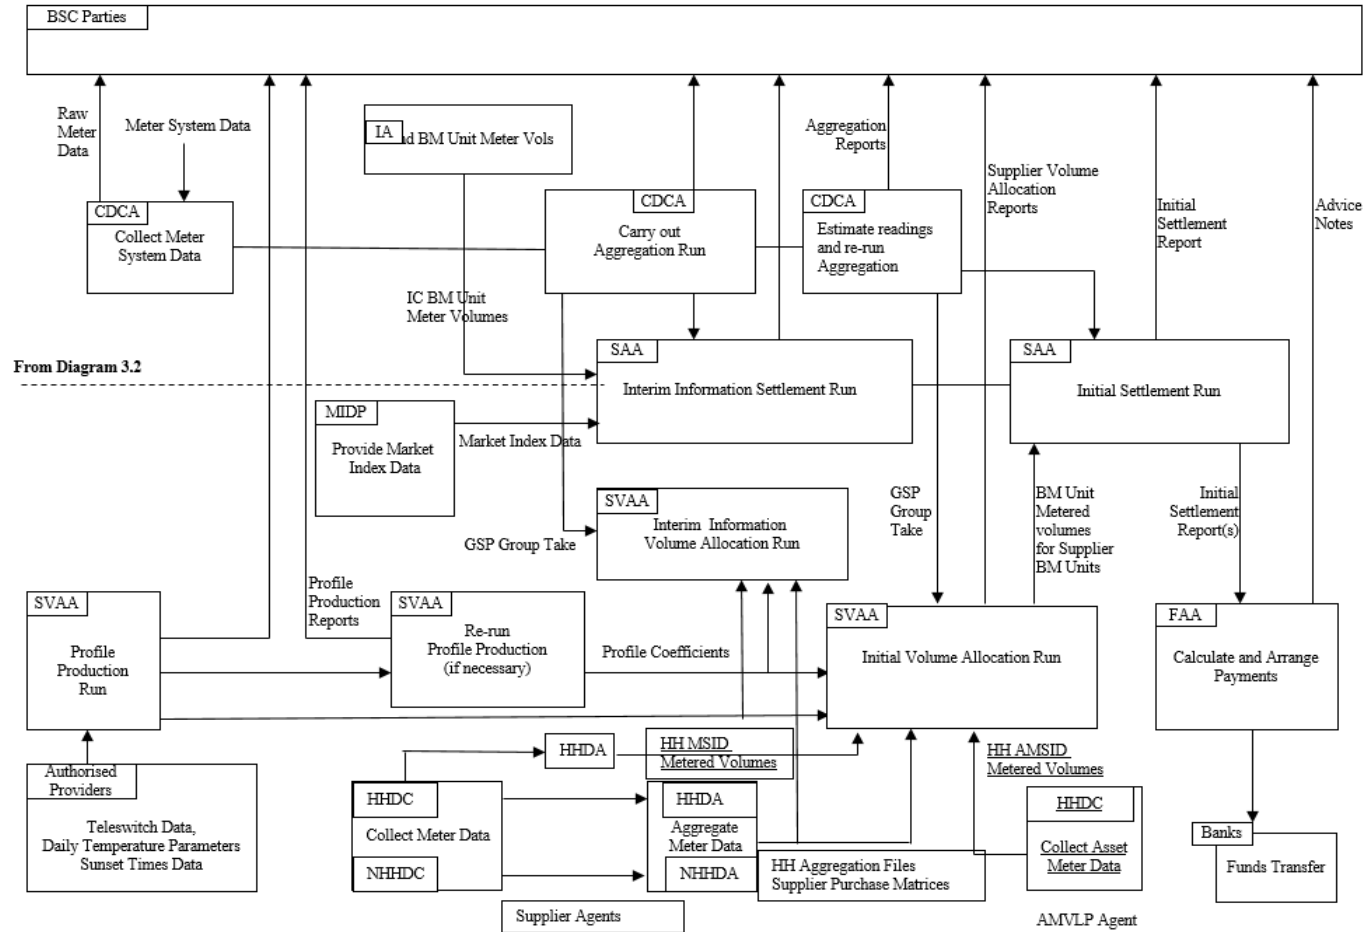 BSC Parties
Raw
Meter
Data
Meter System Data
IA
nd BM Unit Meter Vols
Aggregation
Reports
Supplier Volume
Allocation
Reports
Initial
Settlement
Report
Advice
Notes
CDCA
Collect Meter
System Data
CDCA
Carry out
Aggregation Run
CDCA
Estimate readings
and re-run
Aggregation
IC BM Unit
Meter Volumes
From Diagram 3.2
SAA
Interim Information Settlement Run
SAA
Initial Settlement Run
MIDP
Provide Market
Index Data
Market Index Data
SVAA
Interim Information
Volume Allocation Run
GSP Group Take
GSP
Group
Take
BM Unit
Metered
volumes
for Supplier
BM Units
Initial
Settlement
Report(s)
Profile
Production
Reports
SVAA
Profile
Production
Run
SVAA
Re-run
Profile Production
(if necessary)
Profile Coefficients
SVAA
Initial Volume Allocation Run
FAA
Calculate and Arrange
Payments
HHDA
HH MSID
Metered Volumes
HH AMSID
Metered Volumes
Authorised
Providers
Teleswitch Data,
Daily Temperature Parameters
Sunset Times Data
HHDC
Collect Meter Data
NHHDC
HHDA
Aggregate
Meter Data
NHHDA
HH Aggregation Files
Supplier Purchase Matrices
HHDC
Collect Asset
Meter Data
Banks
Funds Transfer
Supplier Agents
AMVLP Agent